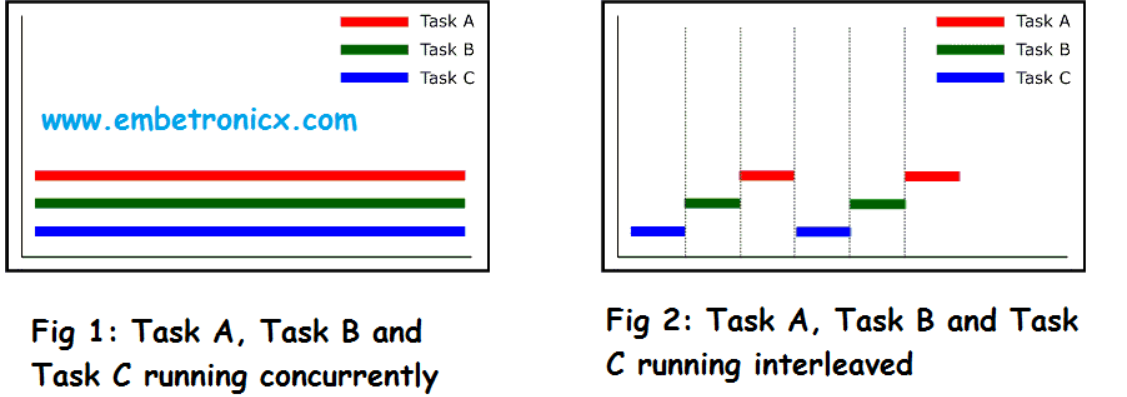 Task A
Task B
Task C
www.embetronicx.com
Fig 1: Task A, Task B and
Task C running concurrently
Task A
Task B
Task C
Fig 2: Task A, Task B and Task
C running interleaved